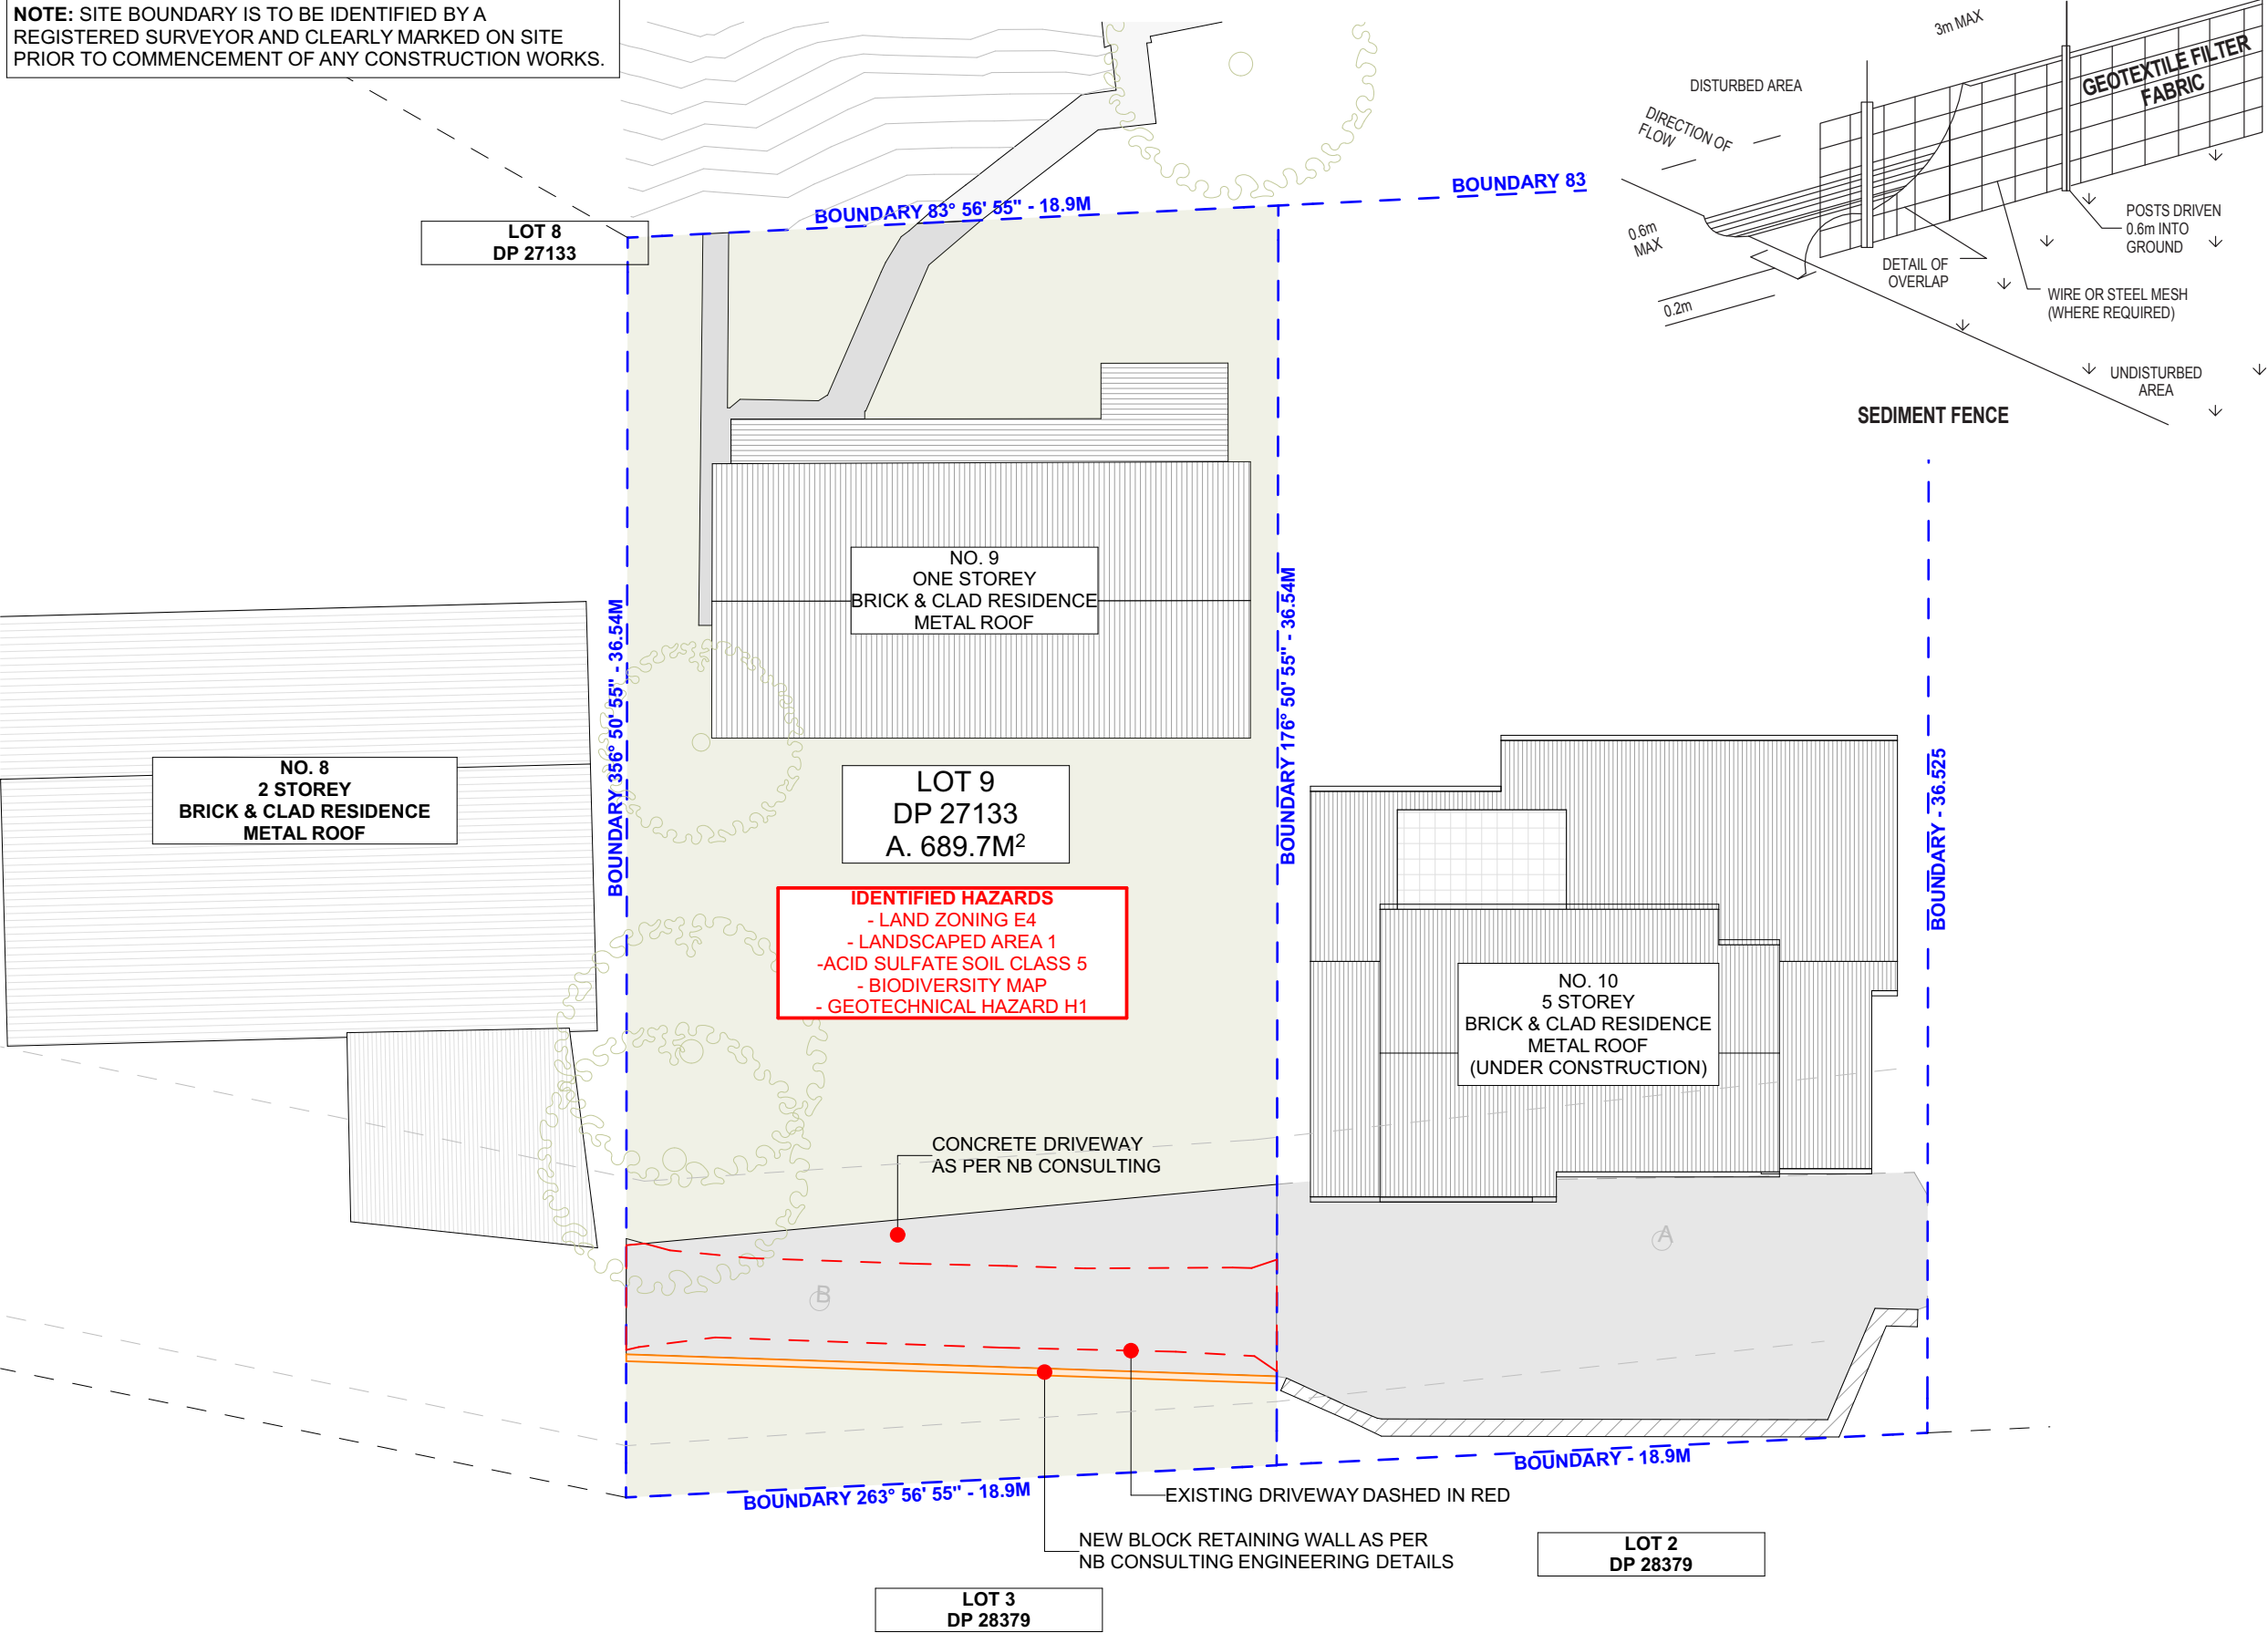 NOTE: SITE BOUNDARY IS TO BE IDENTIFIED BY A
REGISTERED SURVEYOR AND CLEARLY MARKED ON SITE
PRIOR TO COMMENCEMENT OF ANY CONSTRUCTION WORKS.
3m MAX
GEOTEXTILE FILTER
FABRIC
DISTURBED AREA
DIRECTION OF
FLOW
0.6m
MAX
0.2m
DETAIL OF
OVERLAP
POSTS DRIVEN
0.6m INTO
GROUND
WIRE OR STEEL MESH
(WHERE REQUIRED)
UNDISTURBED
AREA
SEDIMENT FENCE
BOUNDARY 83
BOUNDARY 83° 56' 55" - 18.9M
LOT 8
DP 27133
NO. 9
ONE STOREY
BRICK & CLAD RESIDENCE
METAL ROOF
BOUNDARY 356° 50' 55" - 36.54M
BOUNDARY 176° 50' 55" - 36.54M
BOUNDARY - 36.525
NO. 8
2 STOREY
BRICK & CLAD RESIDENCE
METAL ROOF
LOT 9
DP 27133
A. 689.7M²
IDENTIFIED HAZARDS
- LAND ZONING E4
- LANDSCAPED AREA 1
-ACID SULFATE SOIL CLASS 5
- BIODIVERSITY MAP
- GEOTECHNICAL HAZARD H1
NO. 10
5 STOREY
BRICK & CLAD RESIDENCE
METAL ROOF
(UNDER CONSTRUCTION)
CONCRETE DRIVEWAY
AS PER NB CONSULTING
A
B
BOUNDARY - 18.9M
BOUNDARY 263° 56' 55" - 18.9M
EXISTING DRIVEWAY DASHED IN RED
NEW BLOCK RETAINING WALL AS PER
NB CONSULTING ENGINEERING DETAILS
LOT 2
DP 28379
LOT 3
DP 28379